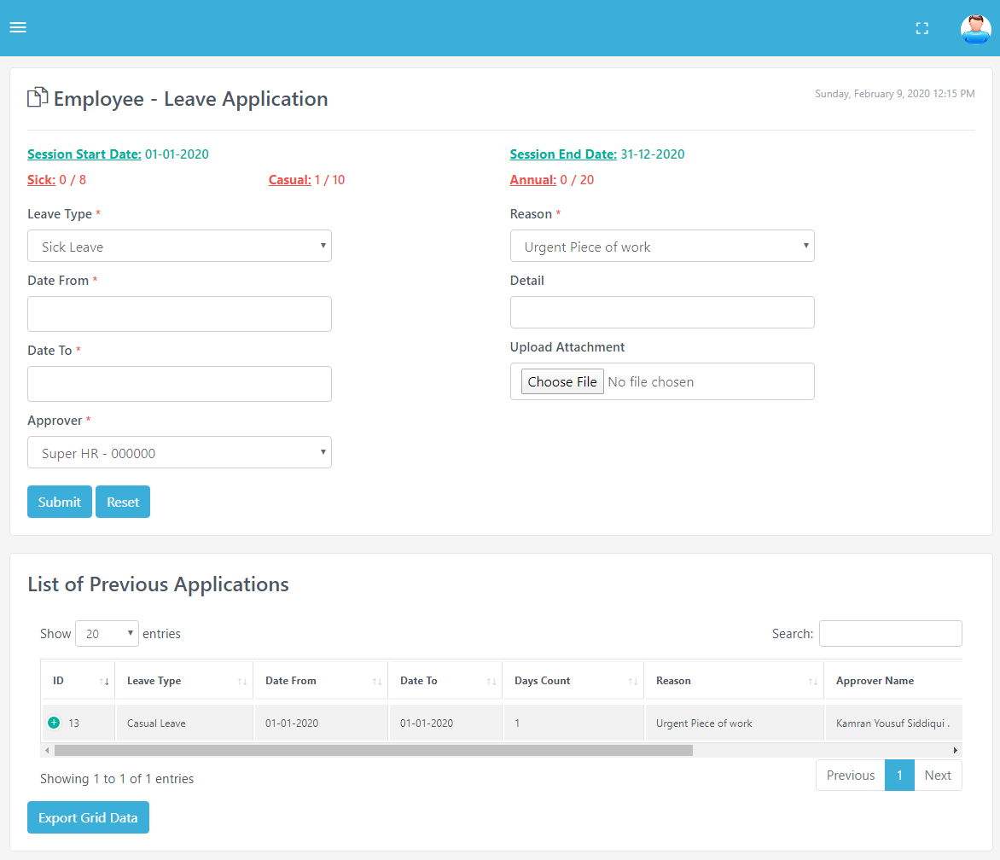 Employee - Leave Application
Sunday, February 9, 2020 12:15 PM
Session Start Date: 01-01-2020
Session End Date: 31-12-2020
Sick: 0 / 8
Casual: 1 / 10
Annual: 0 / 20
Leave Type *
Reason *
Sick Leave
Urgent Piece of work
Date From *
Detail
Date To *
Upload Attachment
Choose File No file chosen
Approver *
Super HR - 000000
Submit Reset
List of Previous Applications
Show 20 entries
Search:
ID Leave Type Date From Date To Days Count Reason Approver Name
13 Casual Leave 01-01-2020 01-01-2020 1 Urgent Piece of work Kamran Yousuf Siddiqui .
Showing 1 to 1 of 1 entries
Previous 1 Next
Export Grid Data